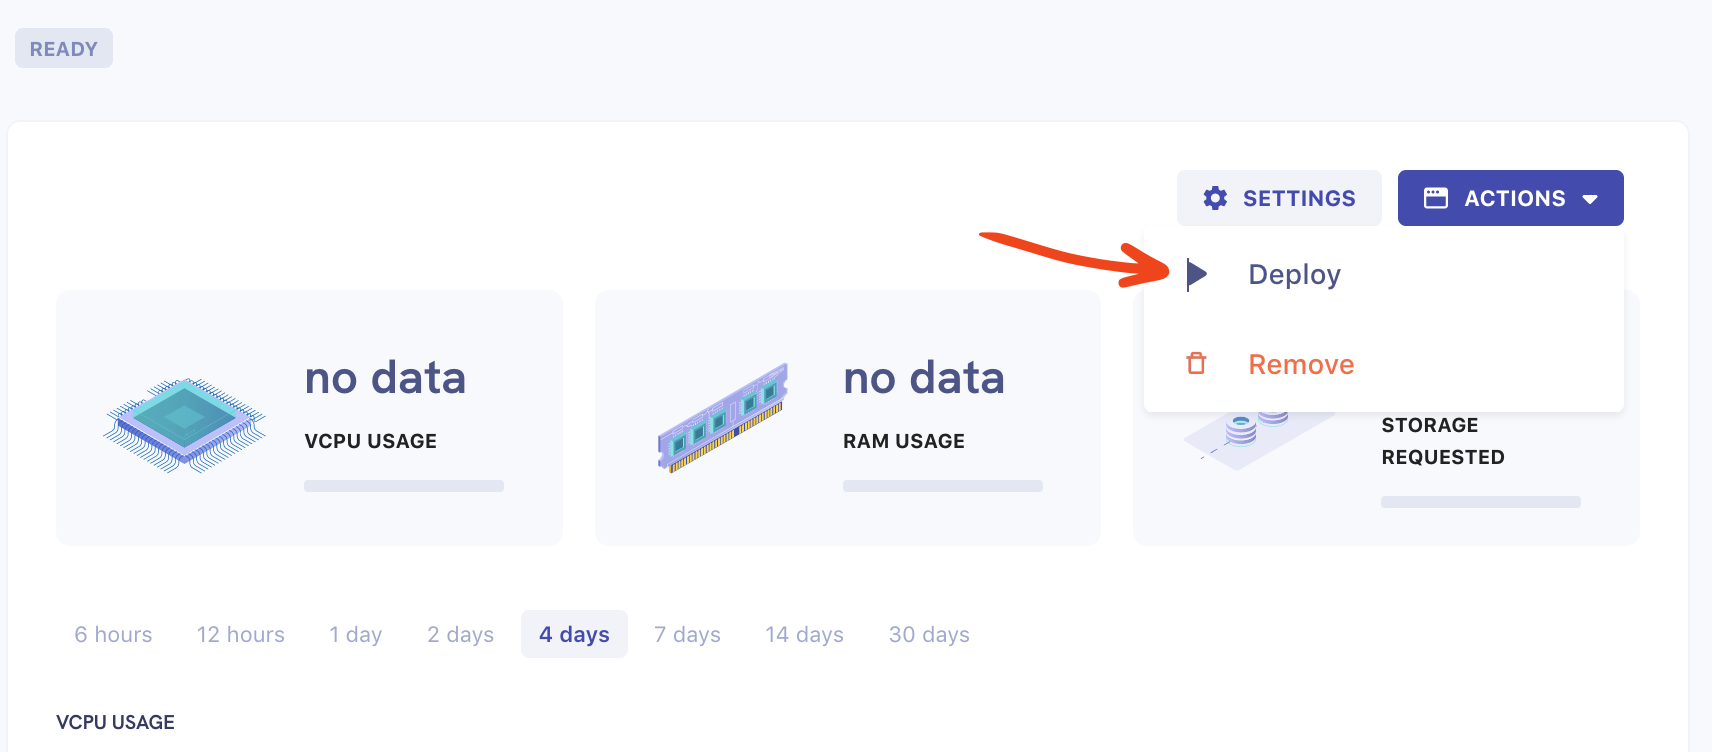 READY
SETTINGS
ACTIONS
Deploy
Remove
no data
VCPU USAGE
no data
RAM USAGE
STORAGE
REQUESTED
6 hours 12 hours 1 day 2 days 4 days 7 days 14 days 30 days
VCPU USAGE